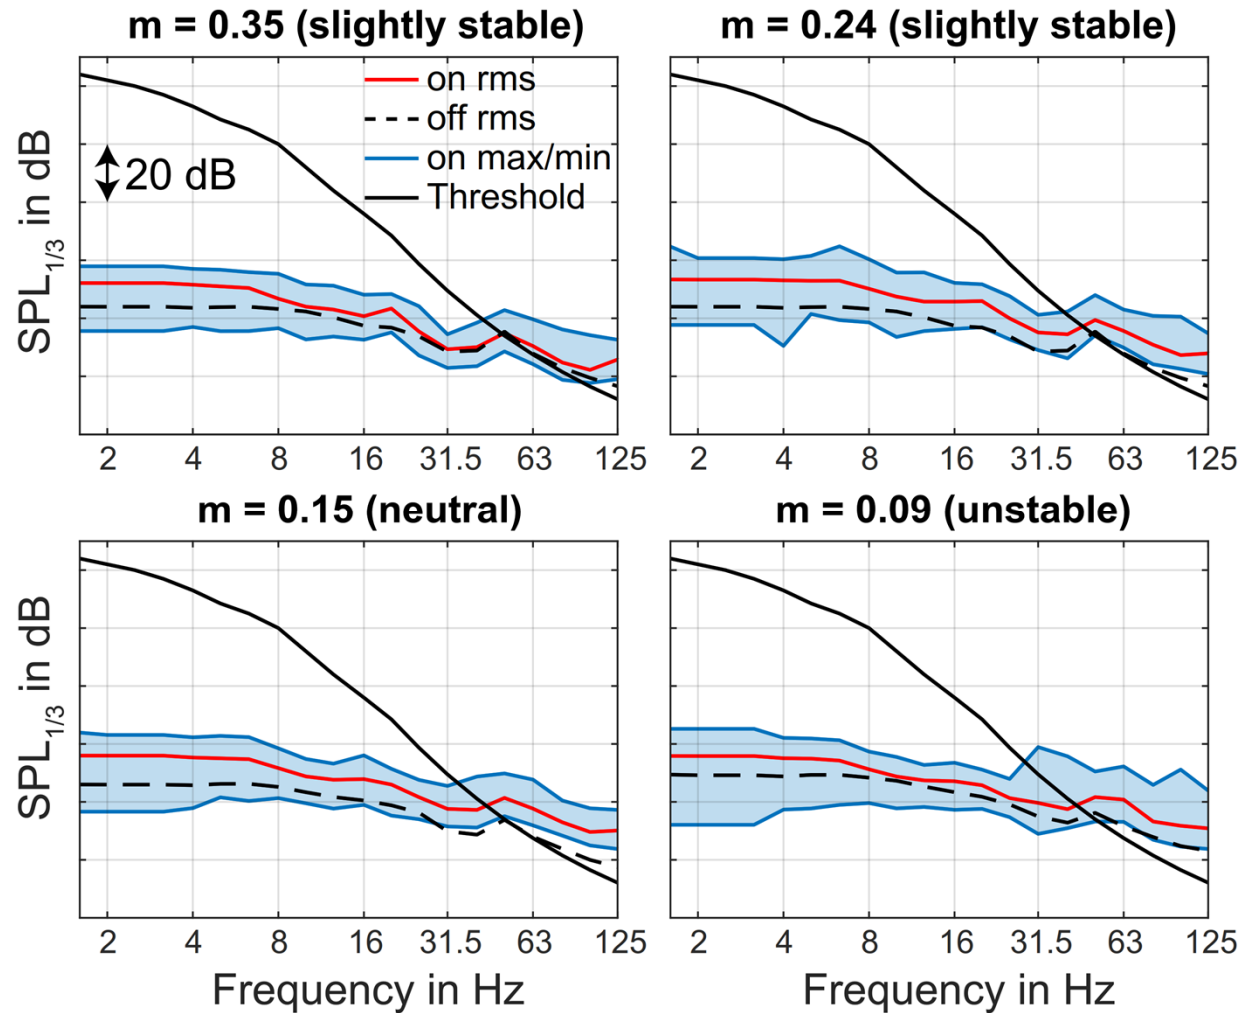 m = 0.35 (slightly stable)
m = 0.24 (slightly stable)
on rms
off rms
on max/min
Threshold
20 dB
SPL1/3 in dB
2 4 8 16 31.5 63 125
2 4 8 16 31.5 63 125
m = 0.15 (neutral)
m = 0.09 (unstable)
SPL1/3 in dB
2 4 8 16 31.5 63 125
2 4 8 16 31.5 63 125
Frequency in Hz
Frequency in Hz